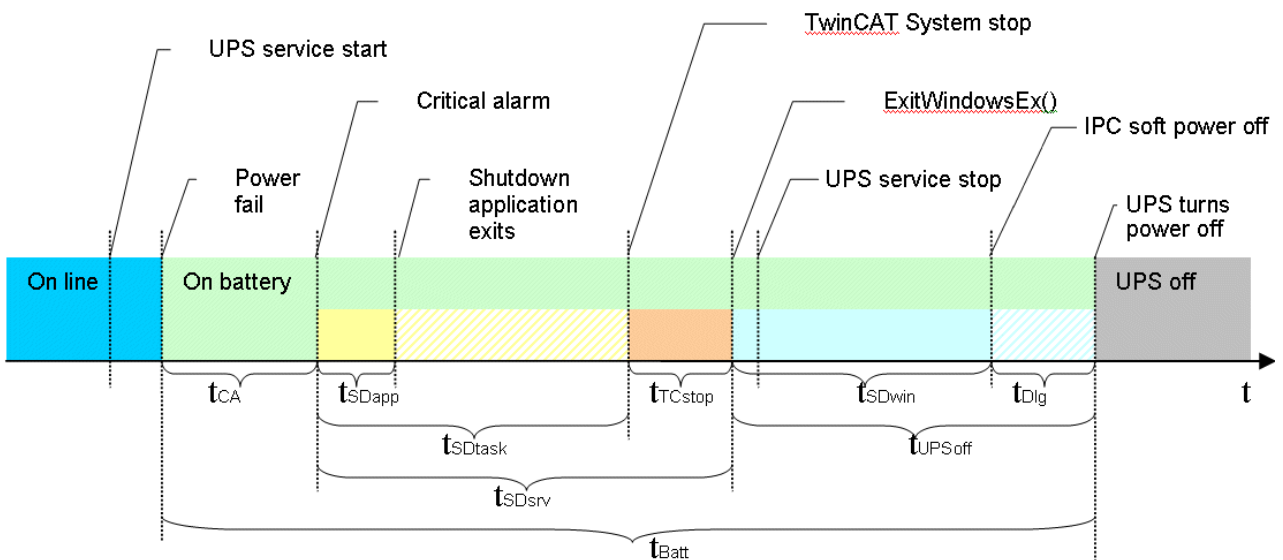 TwinCAT System stop
UPS service start
Critical alarm
ExitWindowsEx()
IPC soft power off
Power
fail
Shutdown
application
exits
UPS service stop
UPS turns
power off
On line
On battery
UPS off
tCA
tSDapp
tTCstop
tSDwin
tDlg
t
tSDtask
tUPSoff
tSDsrv
tBatt